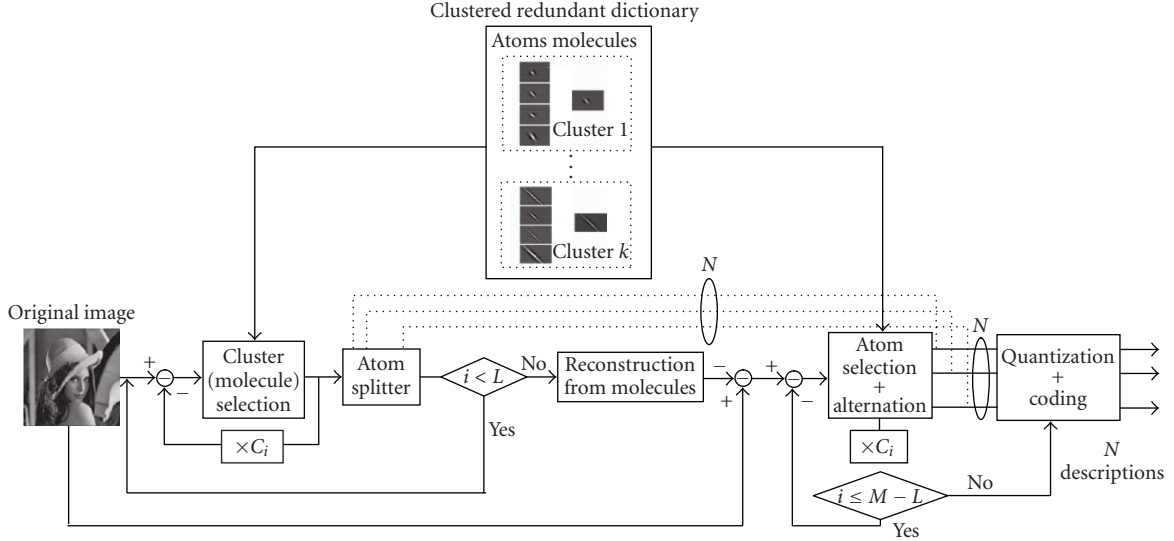 Clustered redundant dictionary
Atoms molecules
Cluster 1
Cluster k
N
Original image
+
−
Cluster
(molecule)
selection
×Ci
Atom
splitter
i < L
No
Yes
Reconstruction
from molecules
−
+
+
−
Atom
selection
+
alternation
×Ci
i ≤ M − L
No
Yes
N
Quantization
+
coding
N
descriptions